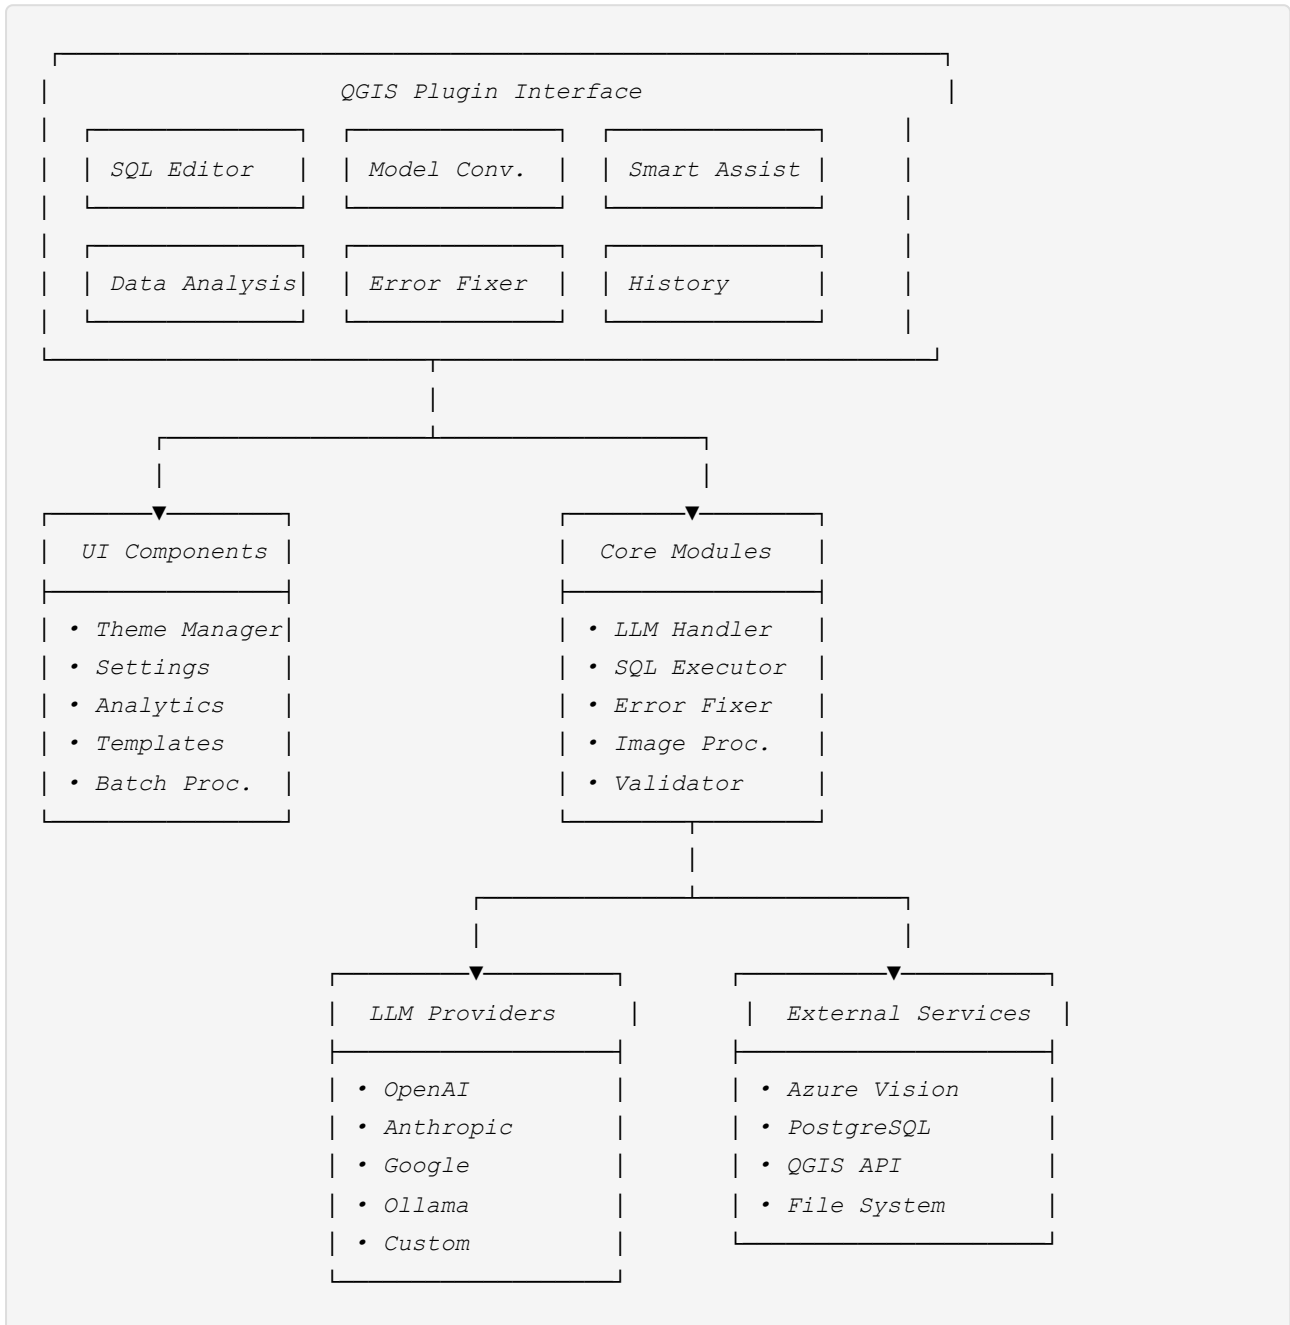 QGIS Plugin Interface
SQL Editor Model Conv. Smart Assist
Data Analysis Error Fixer History
UI Components
• Theme Manager
• Settings
• Analytics
• Templates
• Batch Proc.
Core Modules
• LLM Handler
• SQL Executor
• Error Fixer
• Image Proc.
• Validator
LLM Providers
• OpenAI
• Anthropic
• Google
• Ollama
• Custom
External Services
• Azure Vision
• PostgreSQL
• QGIS API
• File System